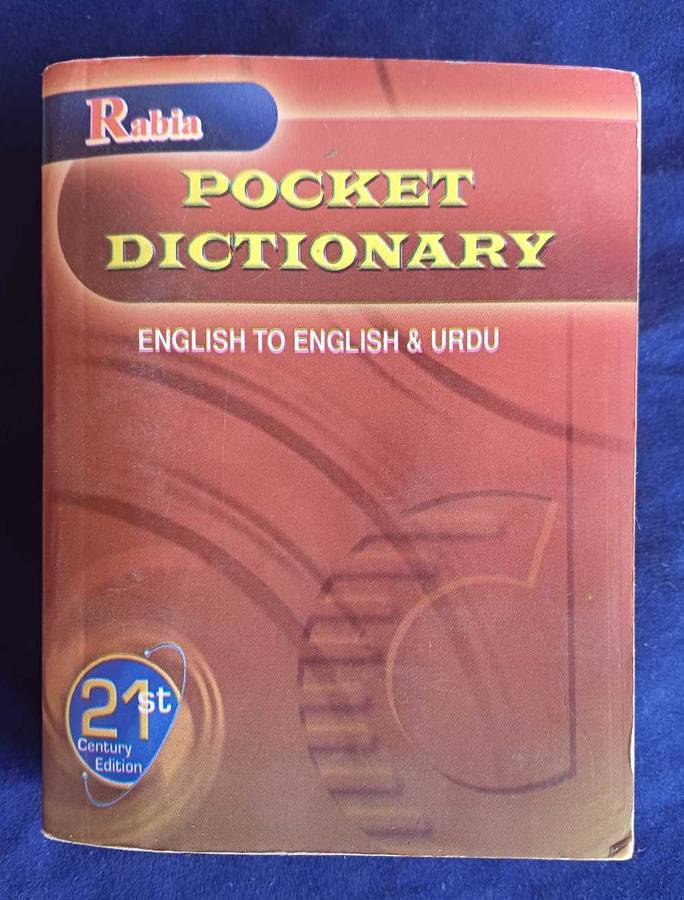 Rabia
POCKET
DICTIONARY
ENGLISH TO ENGLISH & URDU
21st
Century
Edition